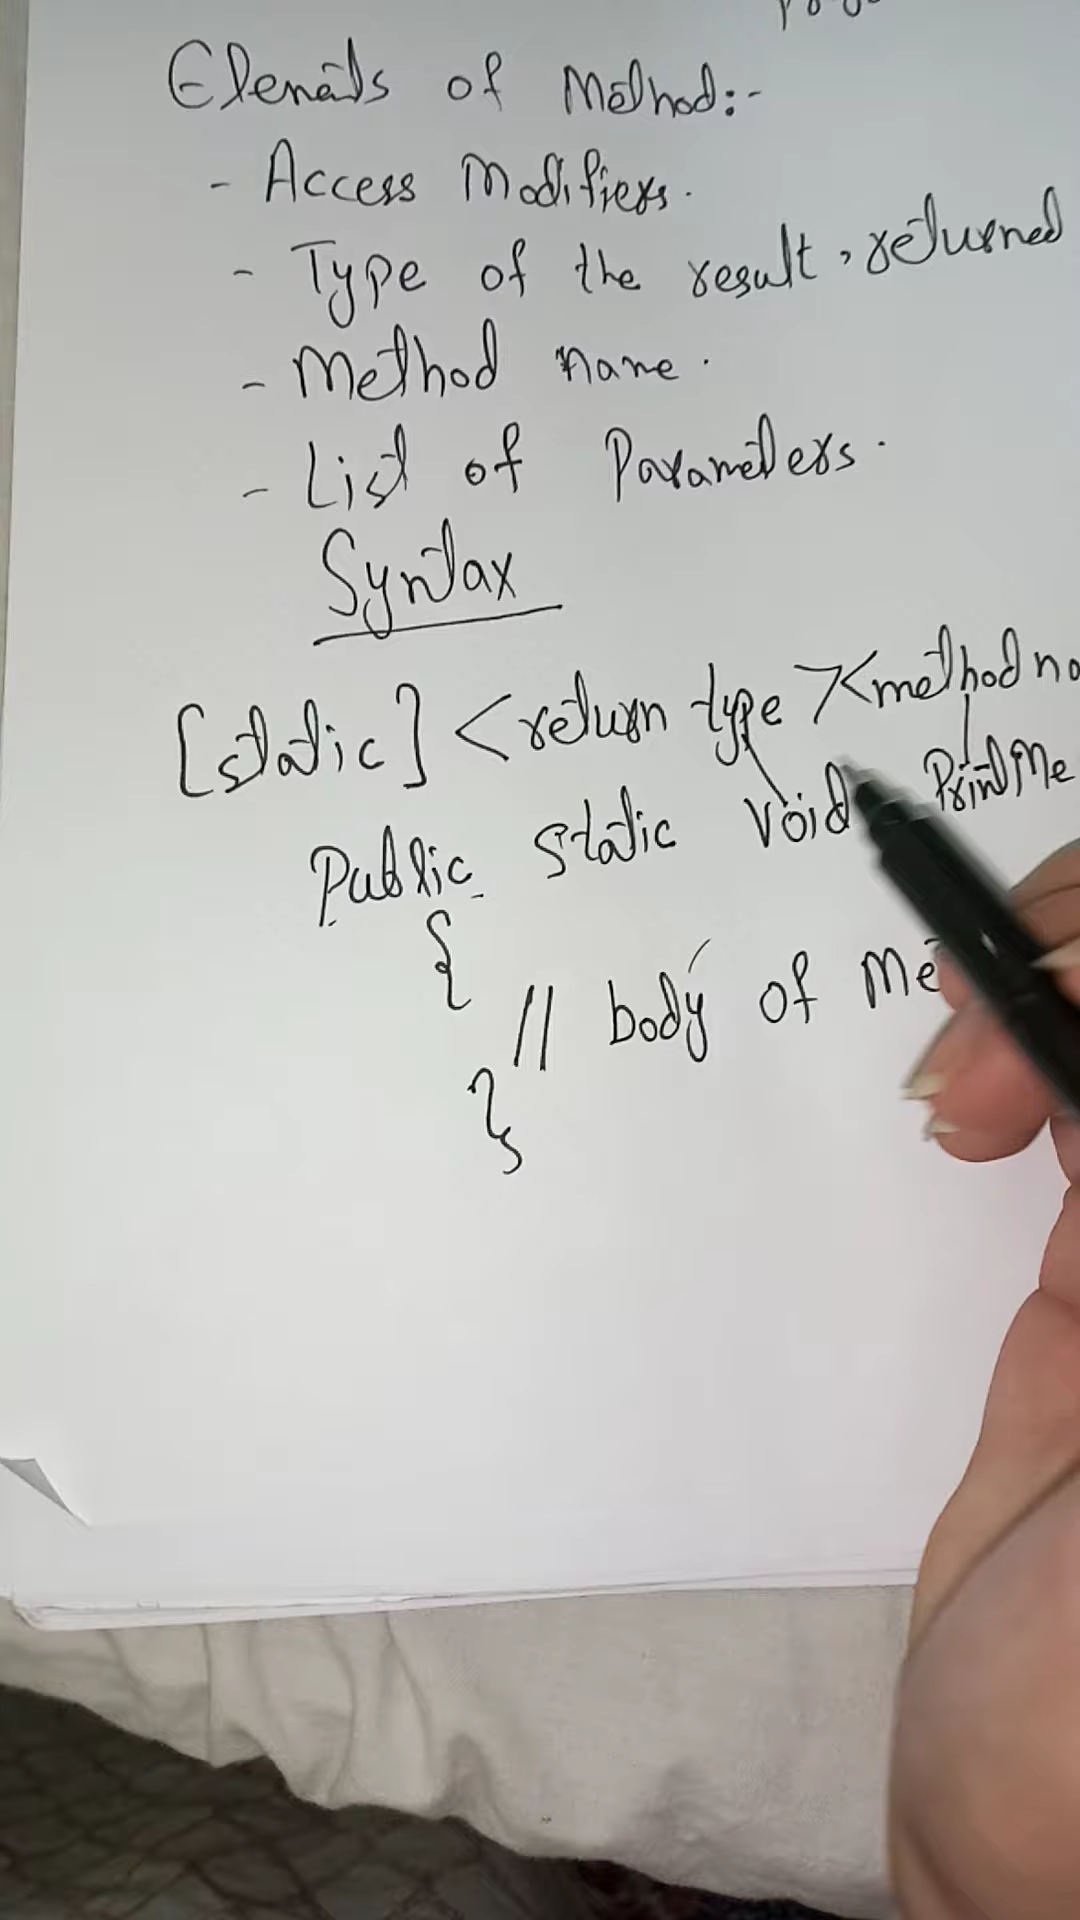 Elements of Method:-
- Access Modifiers.
- Type of the result, returned
- Method name.
- List of Parameters.
Syntax
[static] <return type><method na
Public static void PrintMe
{
// body of Me
}